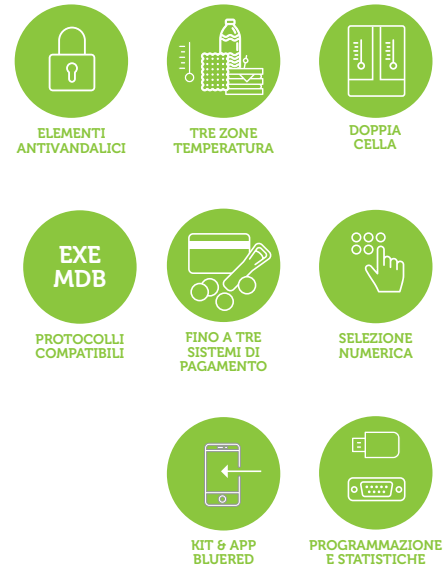 ELEMENTI
ANTIVANDALICI
TRE ZONE
TEMPERATURA
DOPPIA
CELLA
EXE
MDB
PROTOCOLLI
COMPATIBILI
FINO A TRE
SISTEMI DI
PAGAMENTO
SELEZIONE
NUMERICA
KIT & APP
BLUERED
PROGRAMMAZIONE
E STATISTICHE